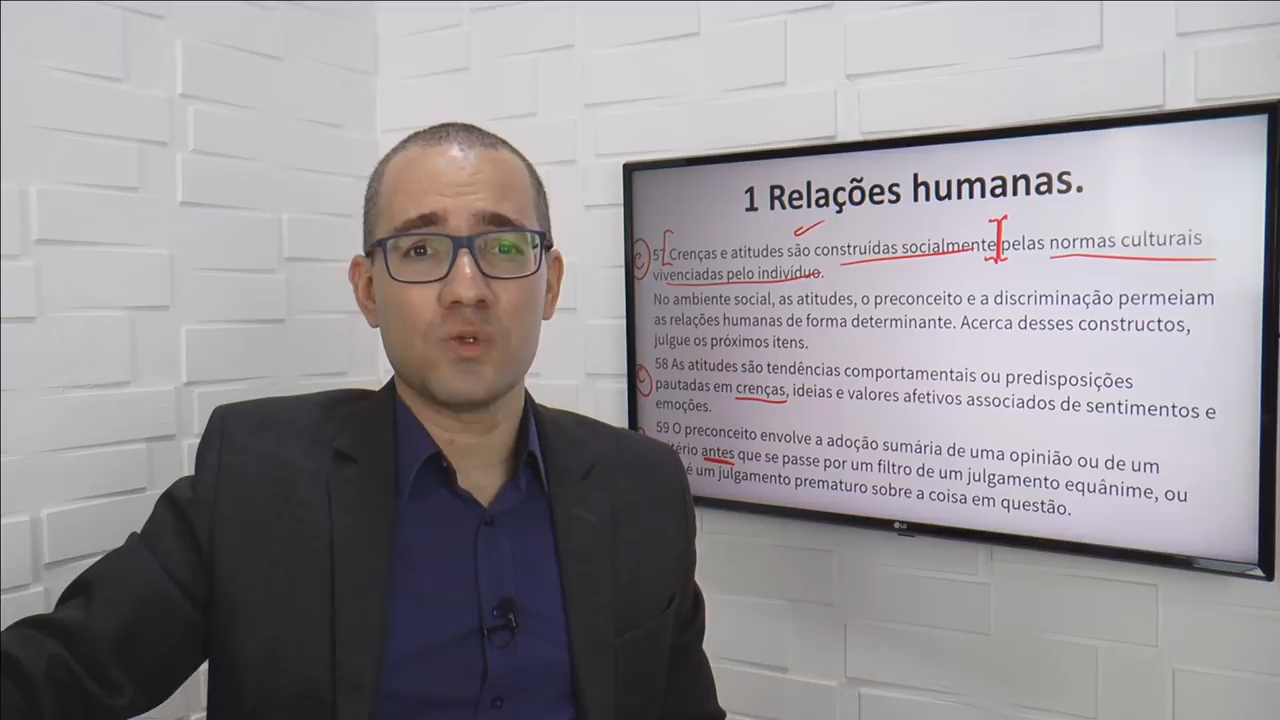 1 Relações humanas.
57 Crenças e atitudes são construídas socialmente pelas normas culturais
vivenciadas pelo indivíduo.
No ambiente social, as atitudes, o preconceito e a discriminação permeiam
as relações humanas de forma determinante. Acerca desses constructos,
julgue os próximos itens.
58 As atitudes são tendências comportamentais ou predisposições
pautadas em crenças, ideias e valores afetivos associados de sentimentos e
emoções.
59 O preconceito envolve a adoção sumária de uma opinião ou de um
antes que se passe por um filtro de um julgamento equânime, ou
é um julgamento prematuro sobre a coisa em questão.
LG